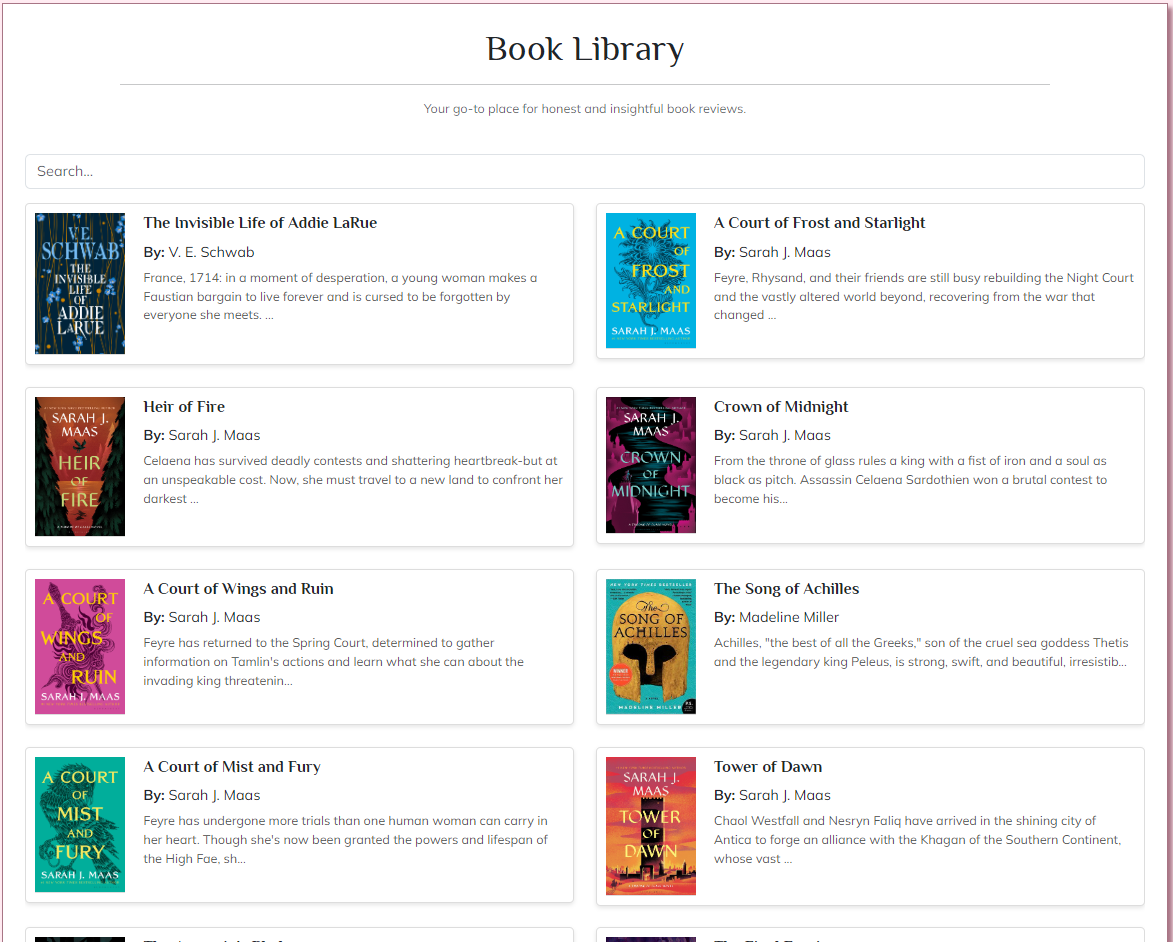 Book Library
Your go-to place for honest and insightful book reviews.
Search...
V.E.
SCHWAB
THE
INVISIBLE
LIFE
OF
ADDIE
LARUE
The Invisible Life of Addie LaRue
By: V. E. Schwab
France, 1714: in a moment of desperation, a young woman makes a
Faustian bargain to live forever and is cursed to be forgotten by
everyone she meets. ...
A COURT
OF
FROST
AND
STARLIGHT
SARAH J. MAAS
A Court of Frost and Starlight
By: Sarah J. Maas
Feyre, Rhysand, and their friends are still busy rebuilding the Night Court
and the vastly altered world beyond, recovering from the war that
changed ...
SARAH J.
MAAS
HEIR
OF
FIRE
Heir of Fire
By: Sarah J. Maas
Celaena has survived deadly contests and shattering heartbreak-but at
an unspeakable cost. Now, she must travel to a new land to confront her
darkest ...
SARAH J.
MAAS
CROWN
OF
MIDNIGHT
Crown of Midnight
By: Sarah J. Maas
From the throne of glass rules a king with a fist of iron and a soul as
black as pitch. Assassin Celaena Sardothien won a brutal contest to
become his...
A COURT
OF
WINGS
AND
RUIN
SARAH J. MAAS
A Court of Wings and Ruin
By: Sarah J. Maas
Feyre has returned to the Spring Court, determined to gather
information on Tamlin's actions and learn what she can about the
invading king threatenin...
NEW YORK TIMES BESTSELLER
The
SONG OF
ACHILLES
WINNER
A NOVEL
MADELINE MILLER
P.S.
The Song of Achilles
By: Madeline Miller
Achilles, "the best of all the Greeks," son of the cruel sea goddess Thetis
and the legendary king Peleus, is strong, swift, and beautiful, irresistib...
A COURT
OF
MIST
AND
FURY
SARAH J. MAAS
A Court of Mist and Fury
By: Sarah J. Maas
Feyre has undergone more trials than one human woman can carry in
her heart. Though she's now been granted the powers and lifespan of
the High Fae, sh...
SARAH J.
MAAS
TOWER
OF
DAWN
Tower of Dawn
By: Sarah J. Maas
Chaol Westfall and Nesryn Faliq have arrived in the shining city of
Antica to forge an alliance with the Khagan of the Southern Continent,
whose vast ...